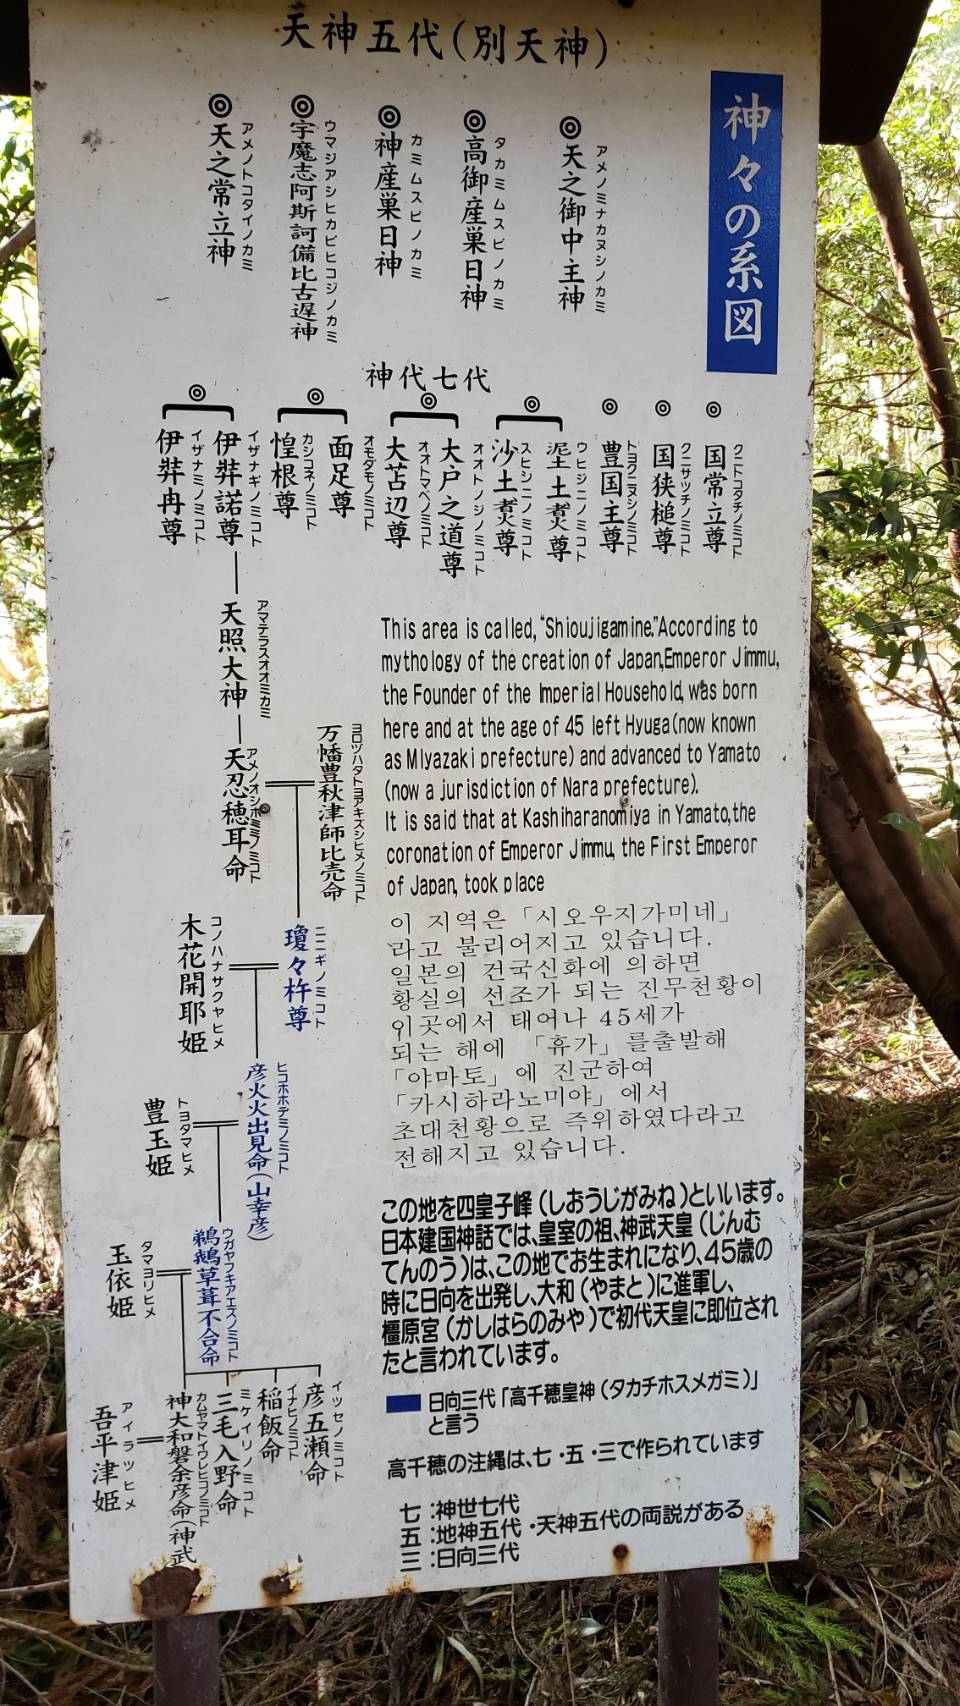 神々の系図
天神五代(別天神)
天之御中主神
アメノミナカヌシノカミ
高御産巣日神
タカミムスビノカミ
神産巣日神
カミムスビノカミ
宇魔志阿斯訶備比古遅神
ウマジアシヒカビヒコジノカミ
天之常立神
アメノトコタイノカミ
神代七代
国常立尊
クニトコタチノミコト
国狭槌尊
クニサツチノミコト
豊国主尊
トヨクニヌシノミコト
泥土煮尊
ウヒジニノミコト
沙土煮尊
スヒジニノミコト
大戸之道尊
オオトノジノミコト
大苫辺尊
オオトマベノミコト
面足尊
オモダモノミコト
惶根尊
カシコネノミコト
伊弉諾尊
イザナギノミコト
伊弉冉尊
イザナミノミコト
天照大神
アマテラスオオミカミ
天忍穂耳命
アメノオシホミミノミコト
万幡豊秋津師比売命
ヨロヅハタトヨアキズシヒメノミコト
瓊々杵尊
ニニギノミコト
木花開耶姫
コノハナサクヤヒメ
彦火火出見命(山幸彦)
ヒコホホデミノミコト
豊玉姫
トヨタマヒメ
鵜鵝草葺不合命
ウガヤフキアエズノミコト
玉依姫
タマヨリヒメ
彦五瀬命
イツセノミコト
稲飯命
イナヒノミコト
三毛入野命
ミケイリノミコト
神大和磐余彦命(神武
カムヤマトイワレヒコノミコト
吾平津姫
アイラツヒメ
This area is called, "Shioujigamine."According to
mythology of the creation of Japan,Emperor Jimmu,
the Founder of the Imperial Household, was born
here and at the age of 45 left Hyuga(now known
as MIyazaki prefecture) and advanced to Yamato
(now a jurisdiction of Nara prefecture).
It is said that at Kashiharanomiya in Yamato,the
coronation of Emperor Jimmu, the First Emperor
of Japan, took place
이 지역은「시오우지가미네」
라고 불리어지고 있습니다.
일본의 건국신화에 의하면
황실의 선조가 되는 진무천황이
이곳에서 태어나 45세가
되는 해에 「휴가」를출발해
「야마토」에 진군하여
「카시하라노미야」에서
초대천황으로 즉위하였다라고
전해지고 있습니다.
この地を四皇子峰(しおうじがみね)といいます。
日本建国神話では、皇室の祖、神武天皇(じんむ
てんのう)は、この地でお生まれになり、45歳の
時に日向を出発し、大和(やまと)に進軍し、
橿原宮(かしはらのみや)で初代天皇に即位され
たと言われています。
日向三代「高千穂皇神(タカチホスメガミ)」
と言う
高千穂の注縄は、七・五・三で作られています
七:神世七代
五:地神五代・天神五代の両説がある
三:日向三代